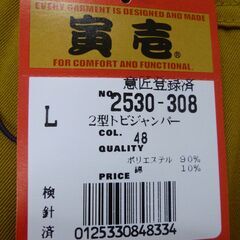 EVERY GARMENT IS DESIGNED AND MADE
寅壱
FOR COMFORT AND FUNCTIONAL.
意匠登録済
L
NO. 2530-308
2型トビジャンパー
COL.
48
QUALITY
ポリエステル 90%
綿 10%
PRICE
検針済
0125330848334